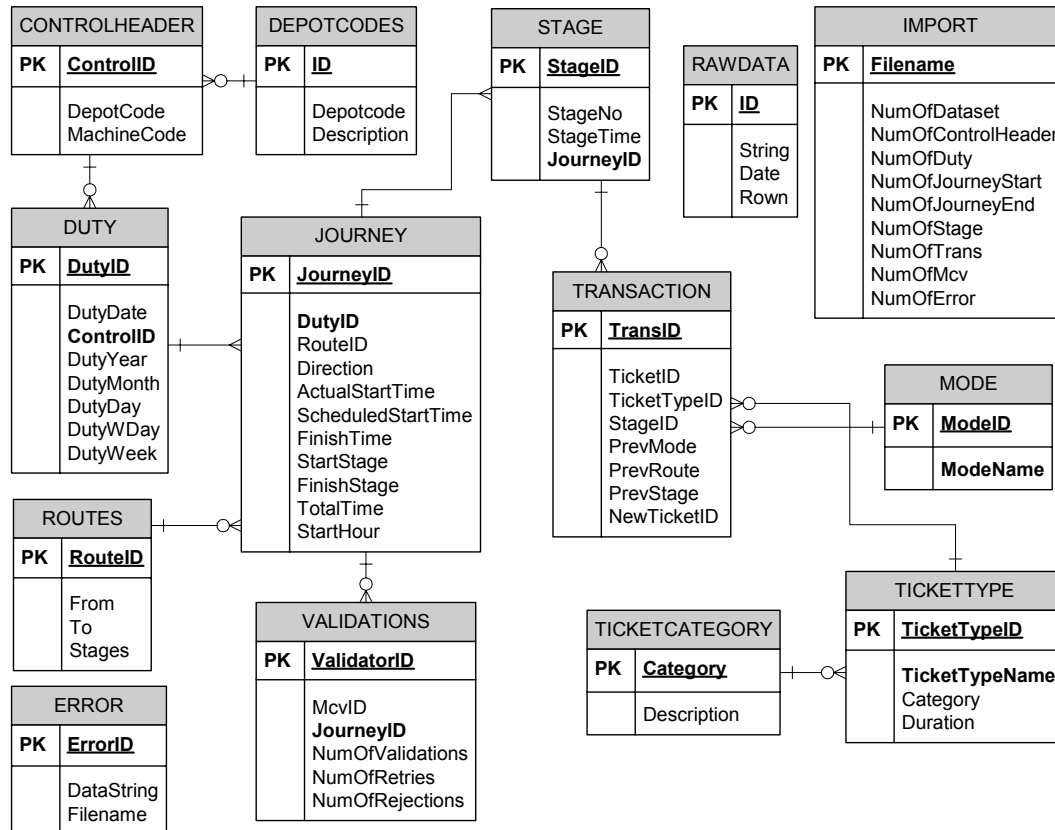 CONTROLHEADER
PK ControlID
DepotCode
MachineCode
DEPOTCODES
PK ID
Depotcode
Description
STAGE
PK StageID
StageNo
StageTime
JourneyID
RAWDATA
PK ID
String
Date
Rown
IMPORT
PK Filename
NumOfDataset
NumOfControlHeader
NumOfDuty
NumOfJourneyStart
NumOfJourneyEnd
NumOfStage
NumOfTrans
NumOfMcv
NumOfError
DUTY
PK DutyID
DutyDate
ControlID
DutyYear
DutyMonth
DutyDay
DutyWDay
DutyWeek
JOURNEY
PK JourneyID
DutyID
RouteID
Direction
ActualStartTime
ScheduledStartTime
FinishTime
StartStage
FinishStage
TotalTime
StartHour
TRANSACTION
PK TransID
TicketID
TicketTypeID
StageID
PrevMode
PrevRoute
PrevStage
NewTicketID
MODE
PK ModeID
ModeName
ROUTES
PK RouteID
From
To
Stages
VALIDATIONS
PK ValidatorID
McvID
JourneyID
NumOfValidations
NumOfRetries
NumOfRejections
TICKETCATEGORY
PK Category
Description
TICKETTYPE
PK TicketTypeID
TicketTypeName
Category
Duration
ERROR
PK ErrorID
DataString
Filename